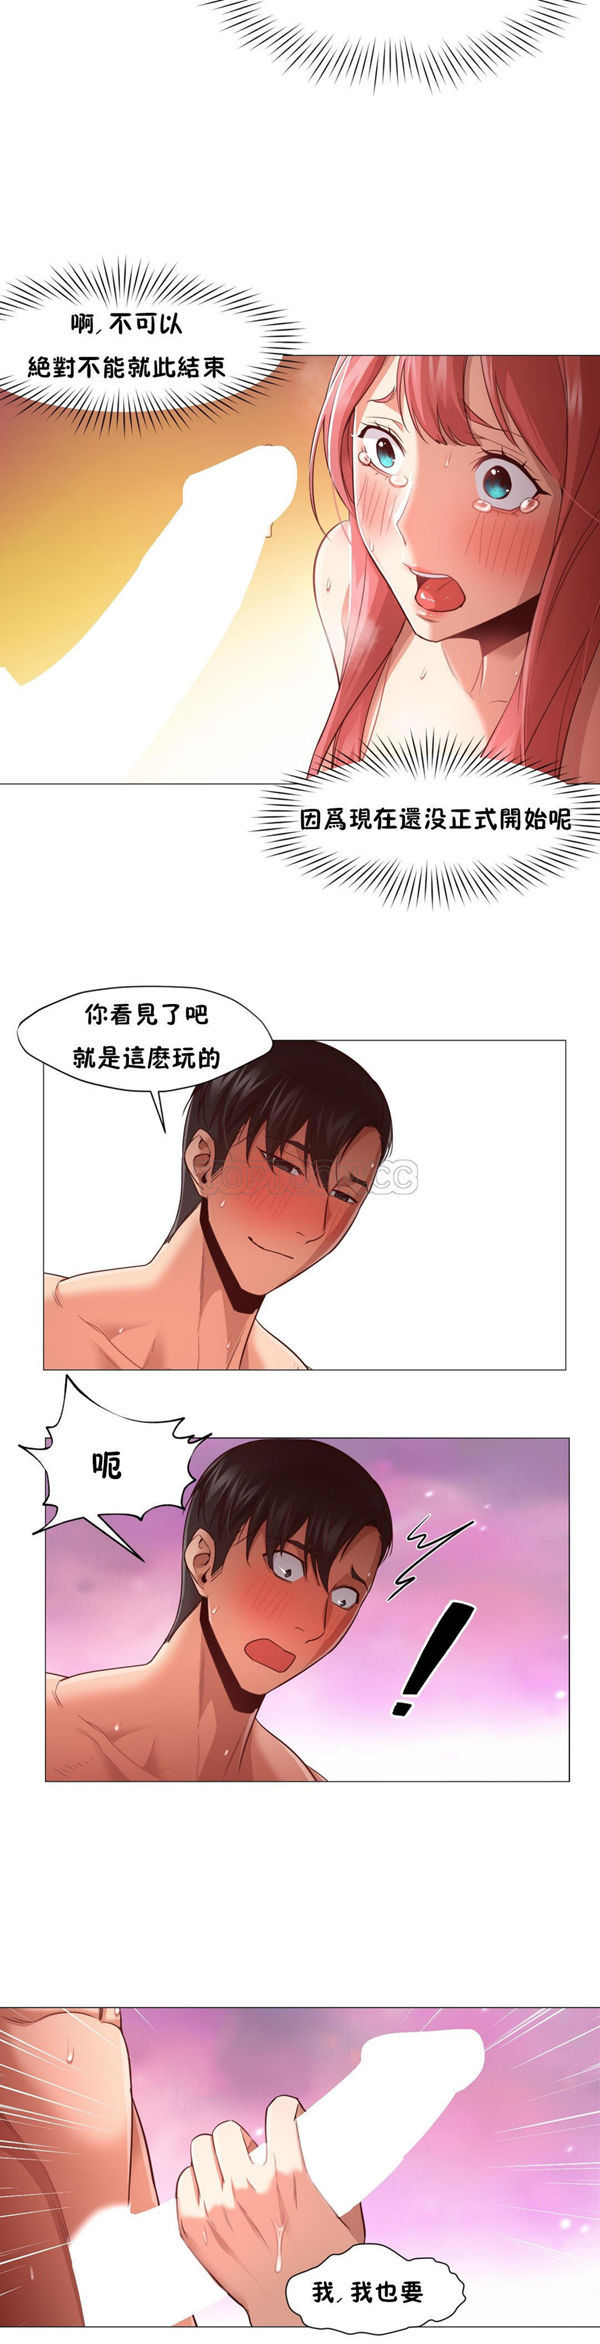 啊, 不可以
絕對不能就此結束
因爲現在還没正式開始呢
你看見了吧
就是這麽玩的
呃
!
我, 我也要